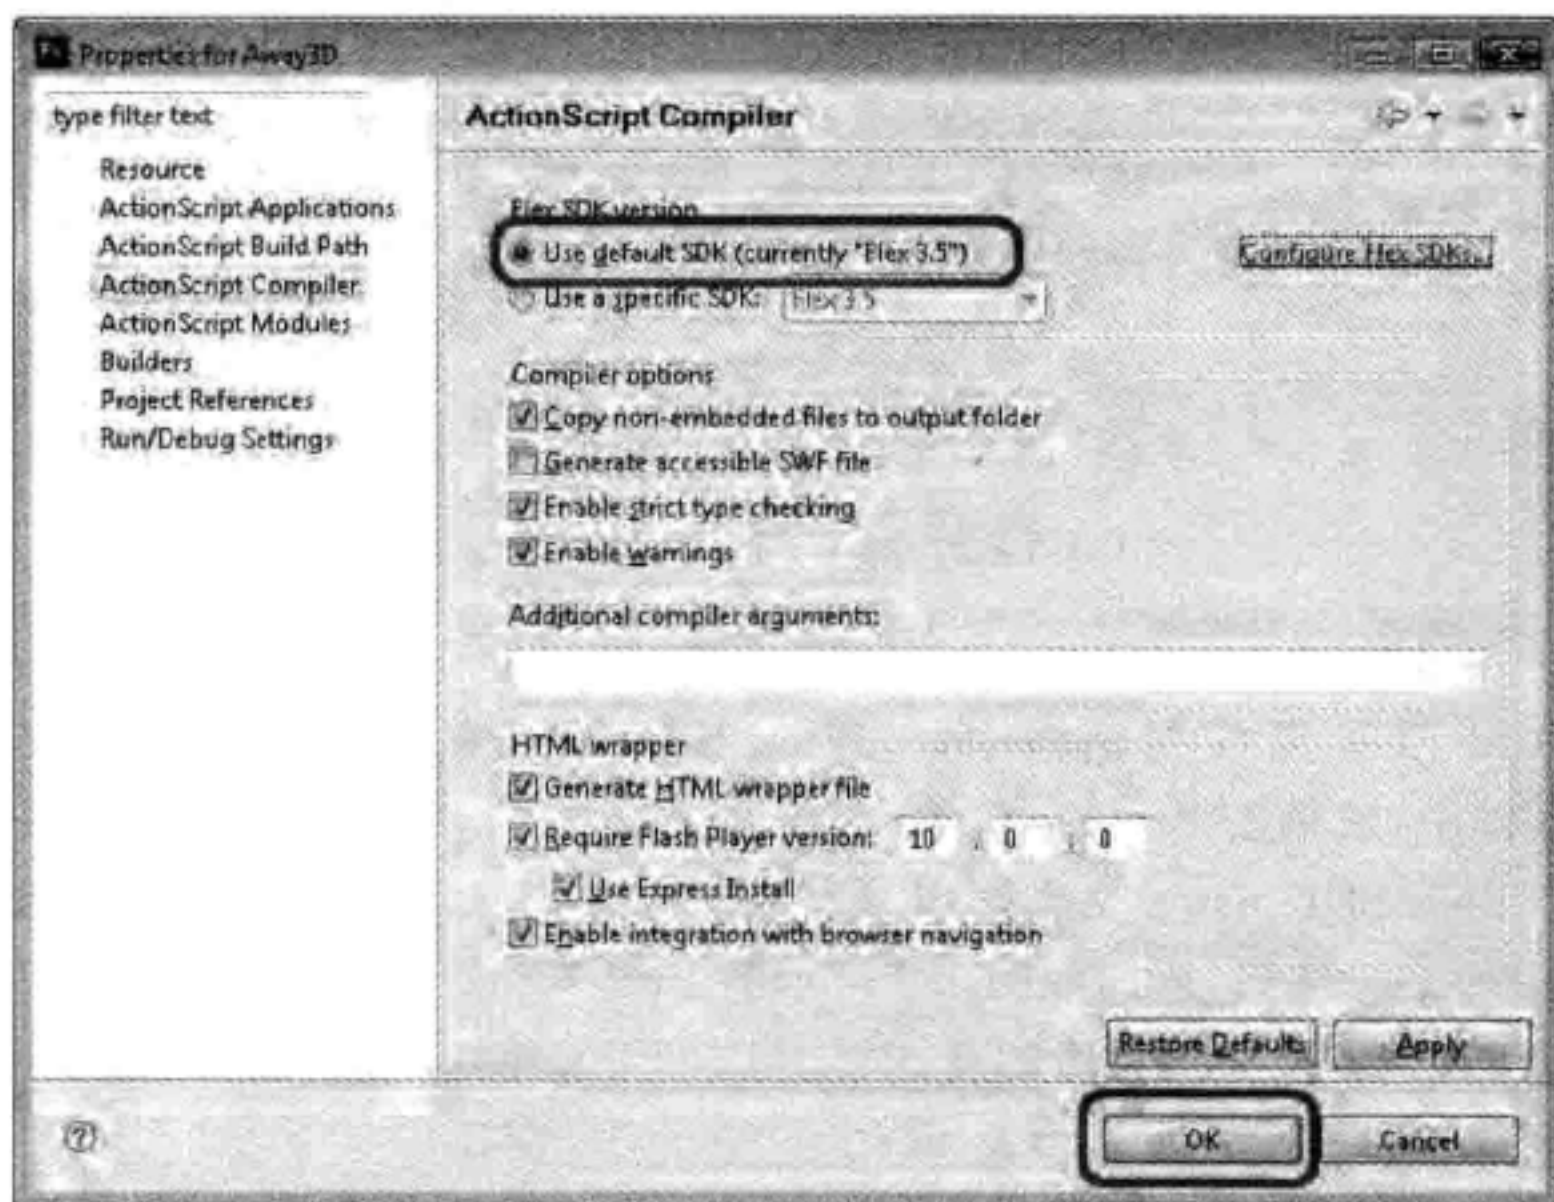 Properties for Away3D
type filter text
Resource
ActionScript Applications
ActionScript Build Path
ActionScript Compiler
ActionScript Modules
Builders
Project References
Run/Debug Settings
ActionScript Compiler
Flex SDK version
Use default SDK (currently "Flex 3.5")
Configure Flex SDKs...
Use a specific SDK: Flex 3.5
Compiler options
Copy non-embedded files to output folder
Generate accessible SWF file
Enable strict type checking
Enable warnings
Additional compiler arguments:
HTML wrapper
Generate HTML wrapper file
Require Flash Player version: 10 . 0 . 0
Use Express Install
Enable integration with browser navigation
Restore Defaults Apply
? OK Cancel